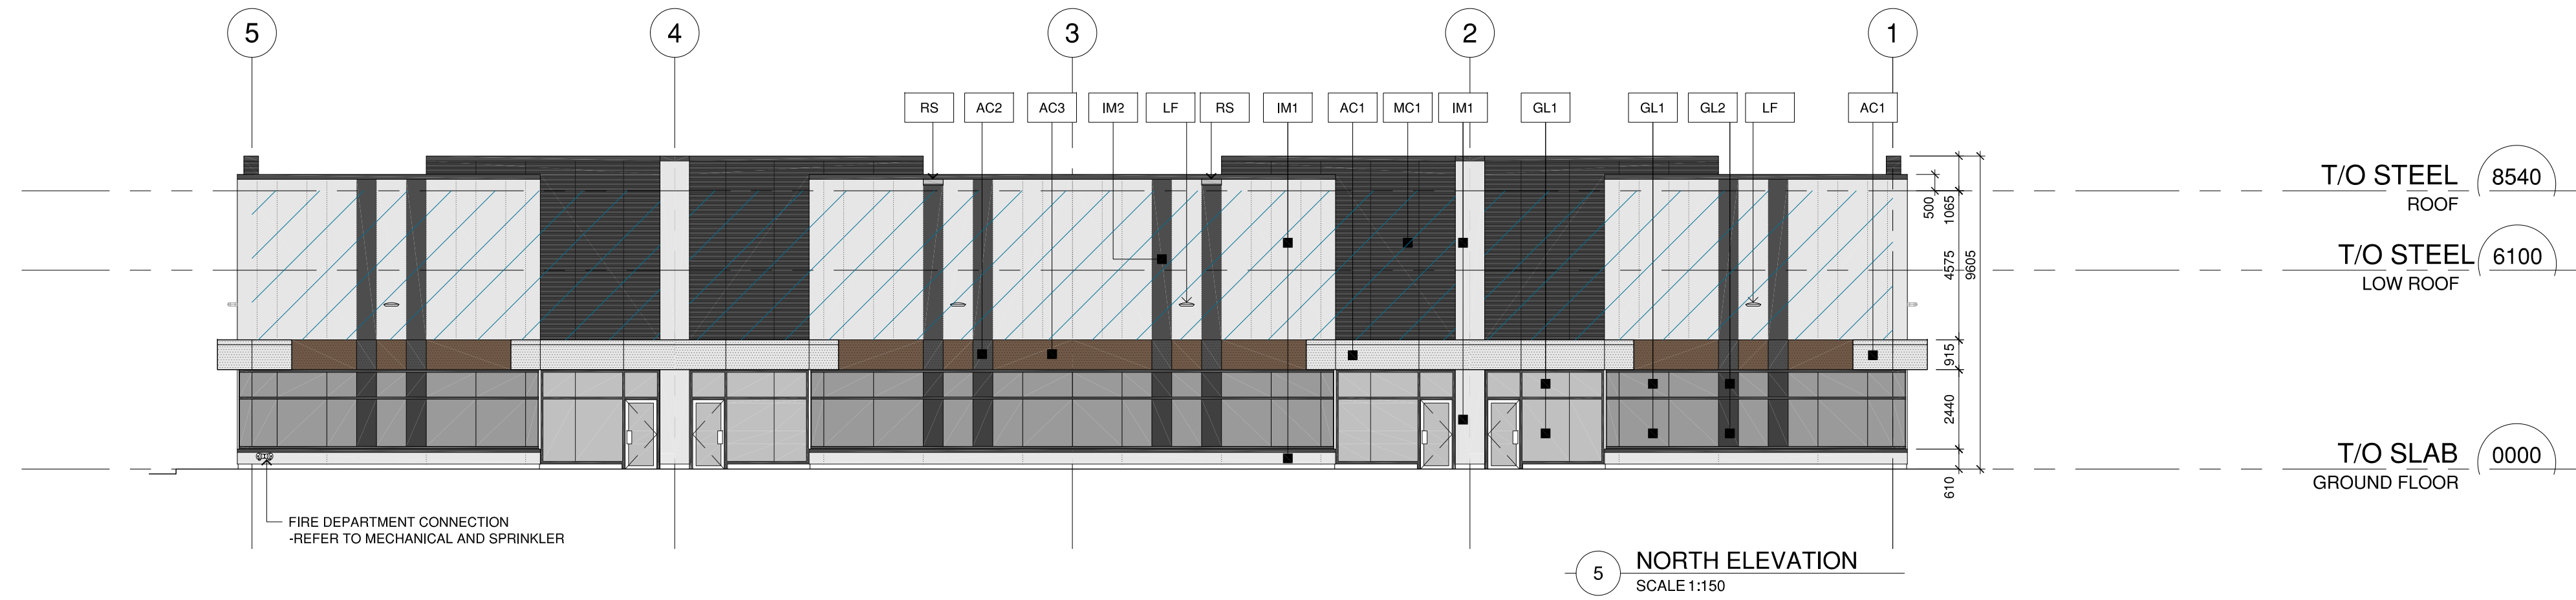 5 4 3 2 1
RS AC2 AC3 IM2 LF RS IM1 AC1 MC1 IM1 GL1 GL1 GL2 LF AC1
T/O STEEL 8540
ROOF
500 1065
T/O STEEL 6100
LOW ROOF
4575 9605
915
2440
T/O SLAB 0000
GROUND FLOOR
610
FIRE DEPARTMENT CONNECTION
-REFER TO MECHANICAL AND SPRINKLER
5 NORTH ELEVATION
SCALE 1:150